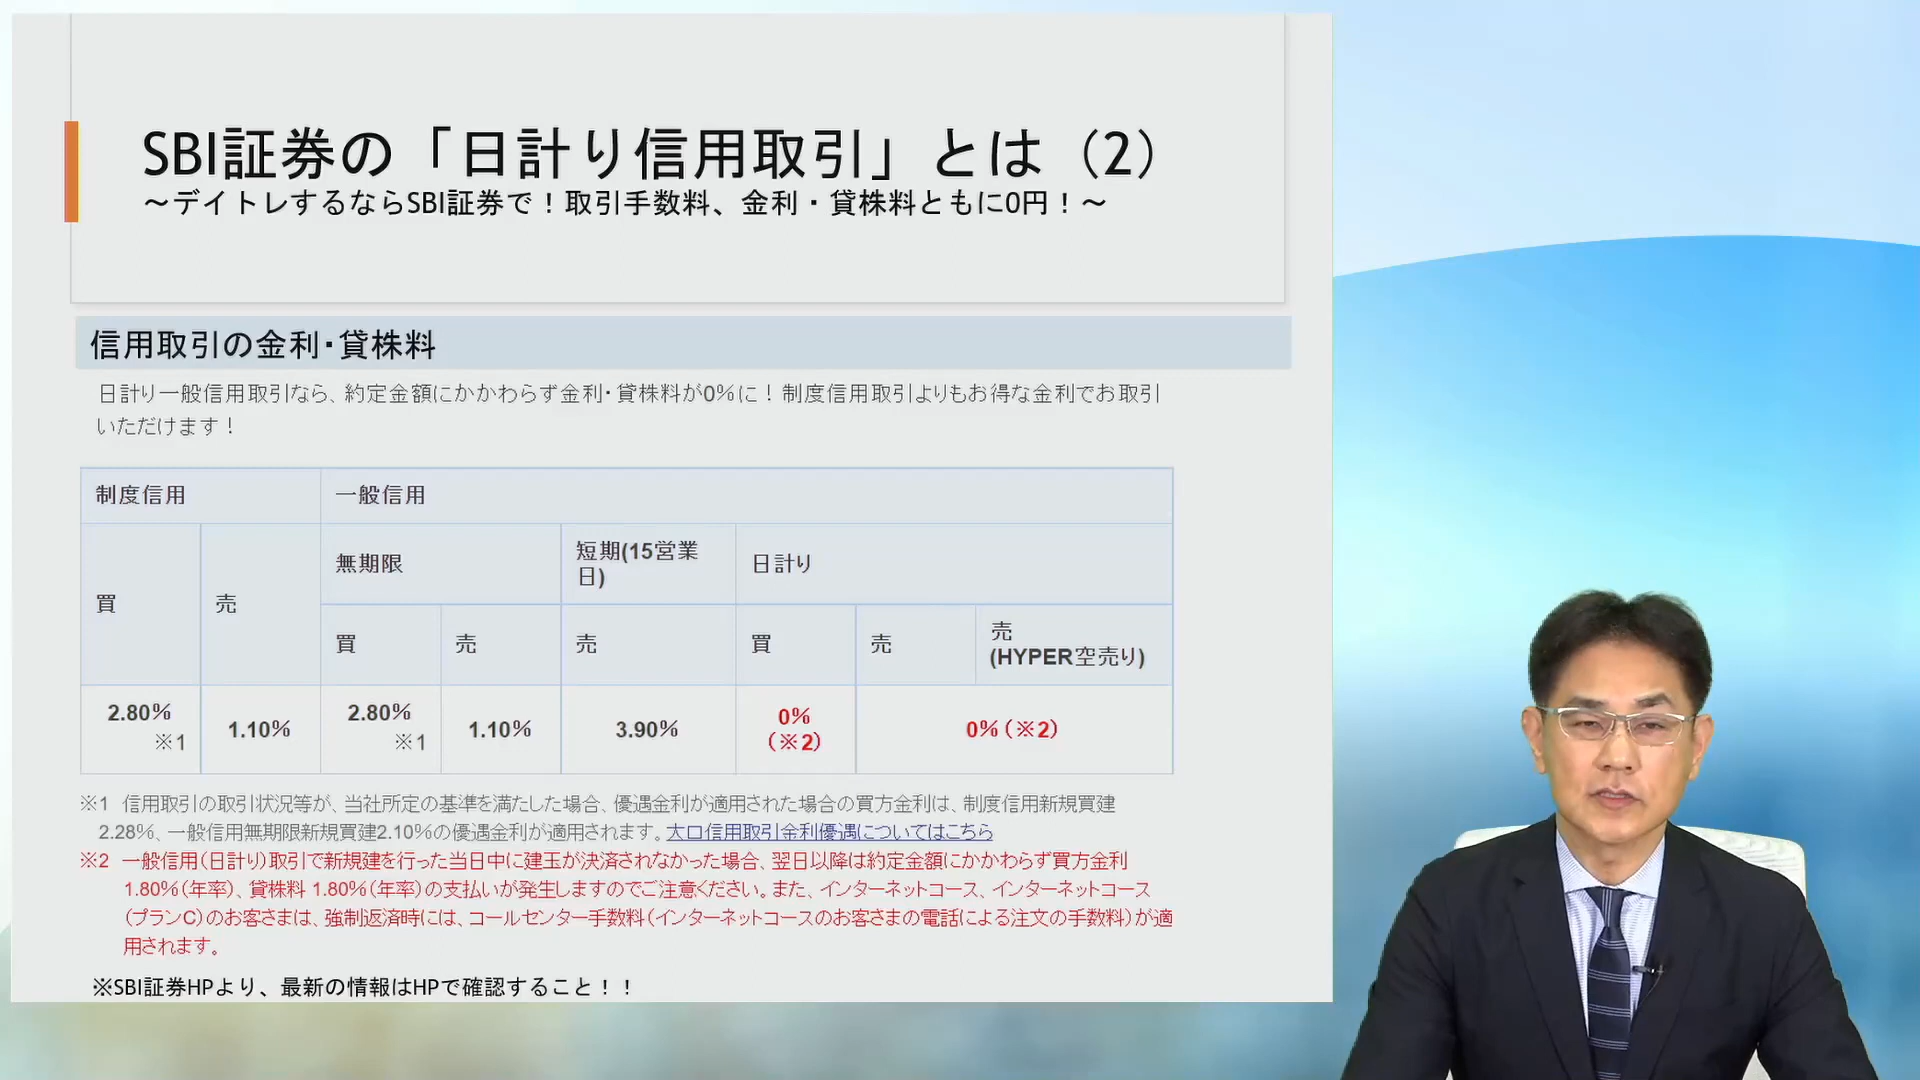 SBI証券の「日計り信用取引」とは（2）
～デイトレするならSBI証券で！取引手数料、金利・貸株料ともに0円！～
信用取引の金利・貸株料
日計り一般信用取引なら、約定金額にかかわらず金利・貸株料が0％に！制度信用取引よりもお得な金利でお取引
いただけます！
制度信用 一般信用
無期限 短期(15営業
日) 日計り
買 売
買 売 売 買 売 売
(HYPER空売り)
2.80％
※1 1.10％ 2.80％
※1 1.10％ 3.90％ 0％
（※2） 0％（※2）
※1 信用取引の取引状況等が、当社所定の基準を満たした場合、優遇金利が適用された場合の買方金利は、制度信用新規買建
2.28％、一般信用無期限新規買建2.10％の優遇金利が適用されます。大口信用取引金利優遇についてはこちら
※2 一般信用（日計り）取引で新規建を行った当日中に建玉が決済されなかった場合、翌日以降は約定金額にかかわらず買方金利
1.80％（年率）、貸株料 1.80％（年率）の支払いが発生しますのでご注意ください。また、インターネットコース、インターネットコース
（プランC）のお客さまは、強制返済時には、コールセンター手数料（インターネットコースのお客さまの電話による注文の手数料）が適
用されます。
※SBI証券HPより、最新の情報はHPで確認すること！！